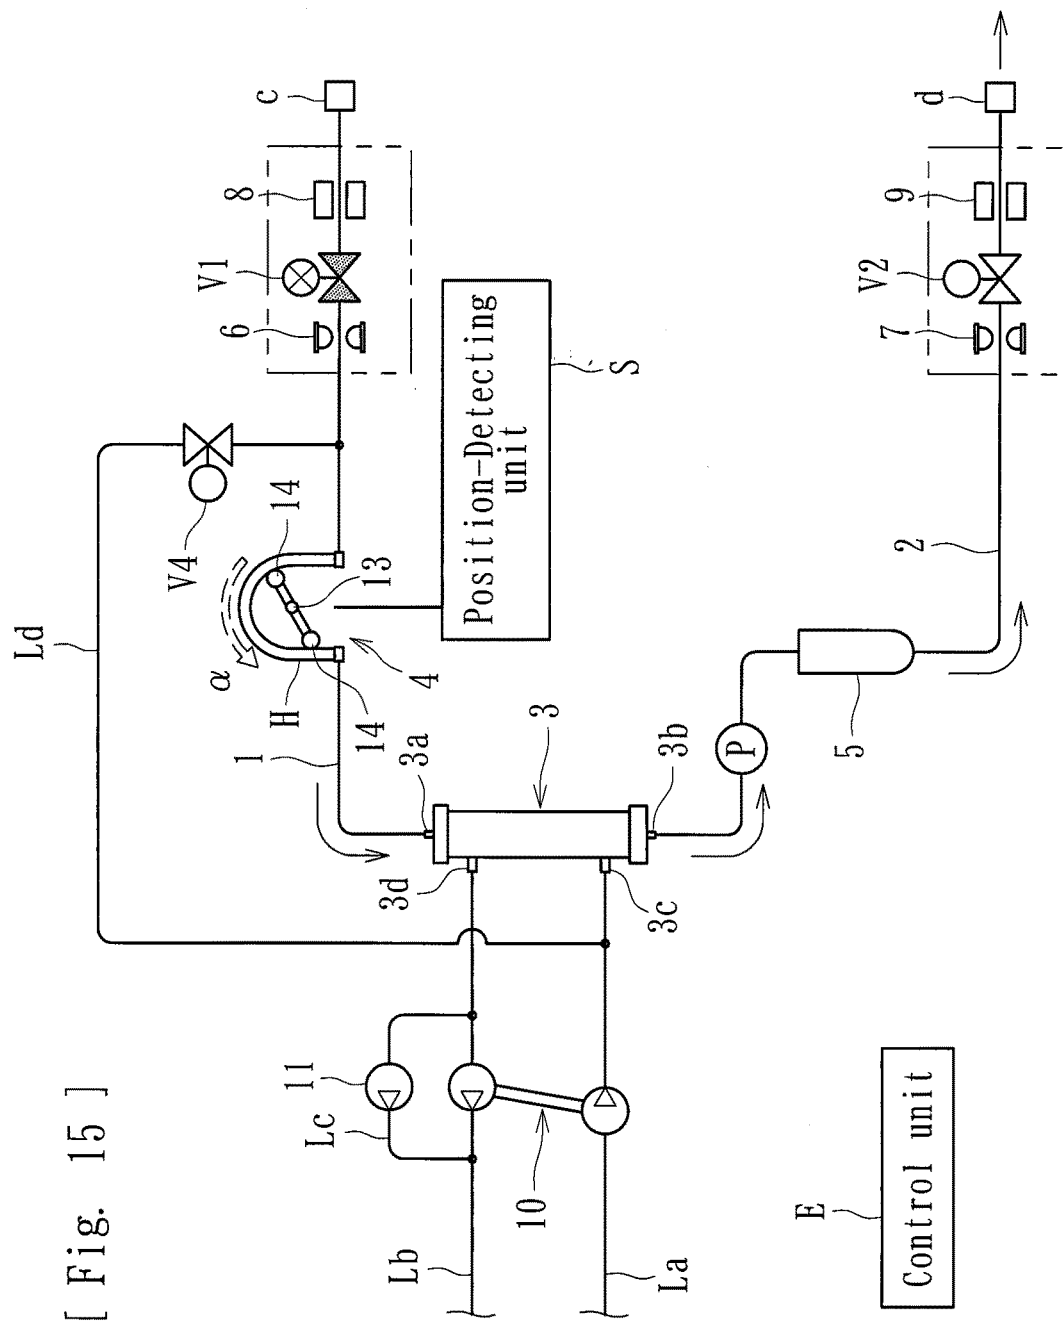 [ Fig. 15 ]
Ld
V4
α
H
14
14
13
4
1
3a
3
3b
3c
3d
V1
6
8
c
Position-Detecting
unit
S
P
5
2
V2
7
9
d
11
Lc
10
Lb
La
E
Control unit